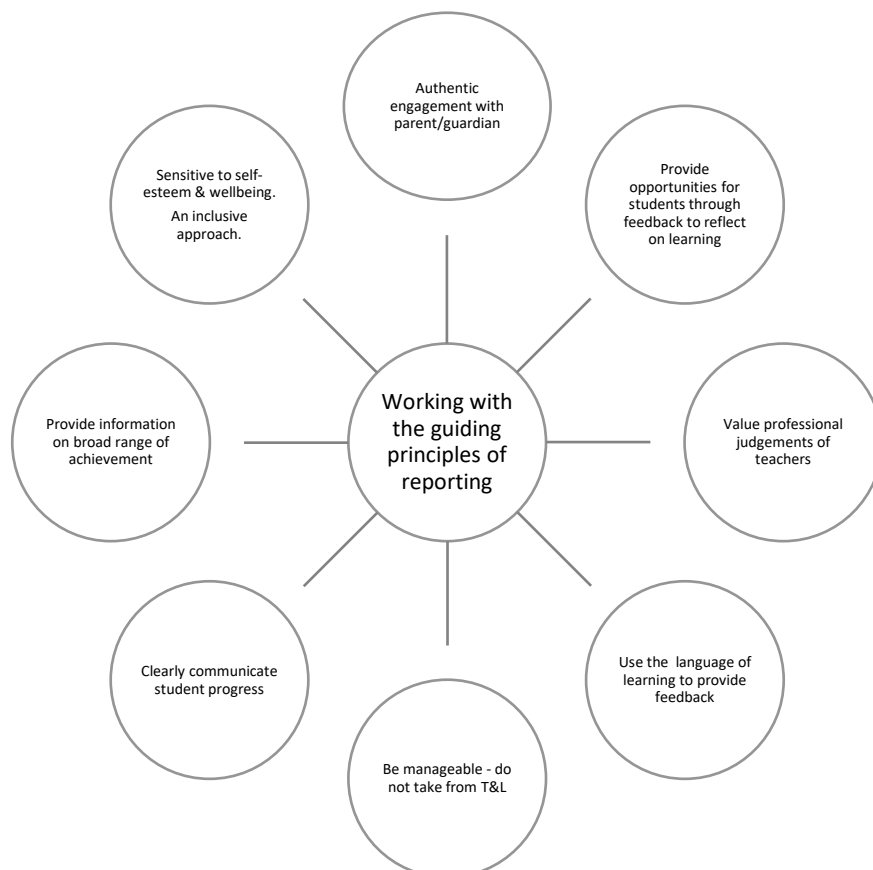 Authentic
engagement with
parent/guardian
Provide
opportunities for
students through
feedback to reflect
on learning
Value professional
judgements of
teachers
Use the  language of
learning to provide
feedback
Be manageable - do
not take from T&L
Clearly communicate
student progress
Provide information
on broad range of
achievement
Sensitive to self-
esteem & wellbeing.
An inclusive
approach.
Working with
the guiding
principles of
reporting